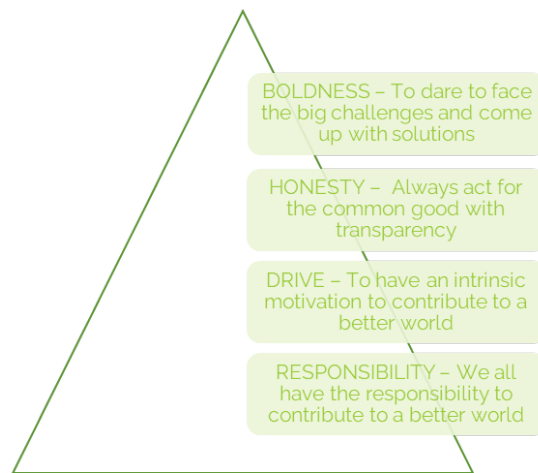 BOLDNESS – To dare to face
the big challenges and come
up with solutions
HONESTY – Always act for
the common good with
transparency
DRIVE – To have an intrinsic
motivation to contribute to a
better world
RESPONSIBILITY – We all
have the responsibility to
contribute to a better world